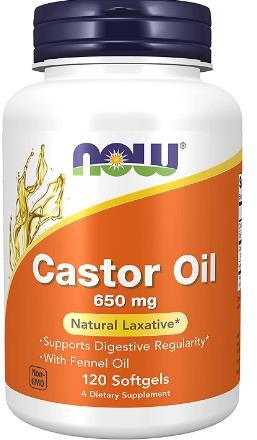 NOW
Castor Oil
650 mg
Natural Laxative*
• Supports Digestive Regularity*
• With Fennel Oil
Non-
GMO
120 Softgels
A Dietary Supplement